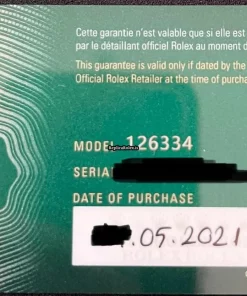 Cette garantie n'est valable que si elle est
par le détaillant officiel Rolex au moment d
This guarantee is valid only if dated by the
Official Rolex Retailer at the time of purcha
MODE 126334
SERIA
DATE OF PURCHASE
.05.2021